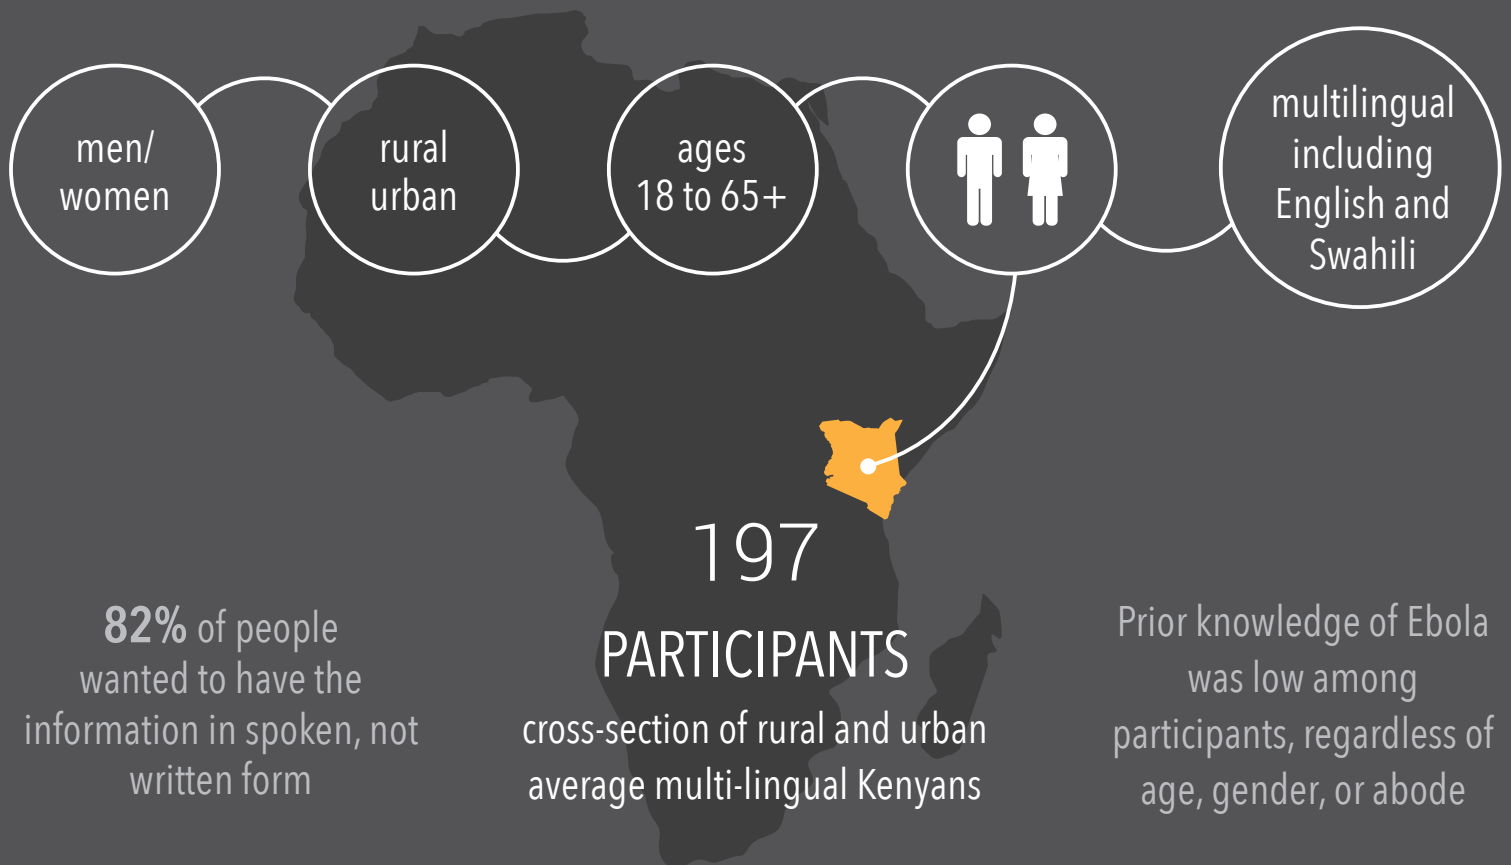 men/
women
rural
urban
ages
18 to 65+
multilingual
including
English and
Swahili
197
PARTICIPANTS
cross-section of rural and urban
average multi-lingual Kenyans
82% of people
wanted to have the
information in spoken, not
written form
Prior knowledge of Ebola
was low among
participants, regardless of
age, gender, or abode